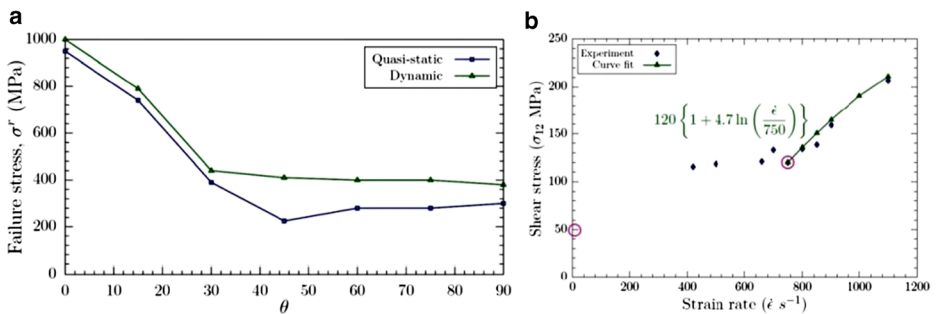 a
1000
800
600
400
200
0
Failure stress, σ^r (MPa)
Quasi-static
Dynamic
0 10 20 30 40 50 60 70 80 90
θ
b
250
200
150
100
50
0
Shear stress (σ₁₂ MPa)
Experiment
Curve fit
120 {1 + 4.7 ln (ε̇/750)}
0 200 400 600 800 1000 1200
Strain rate (ε̇ s⁻¹)